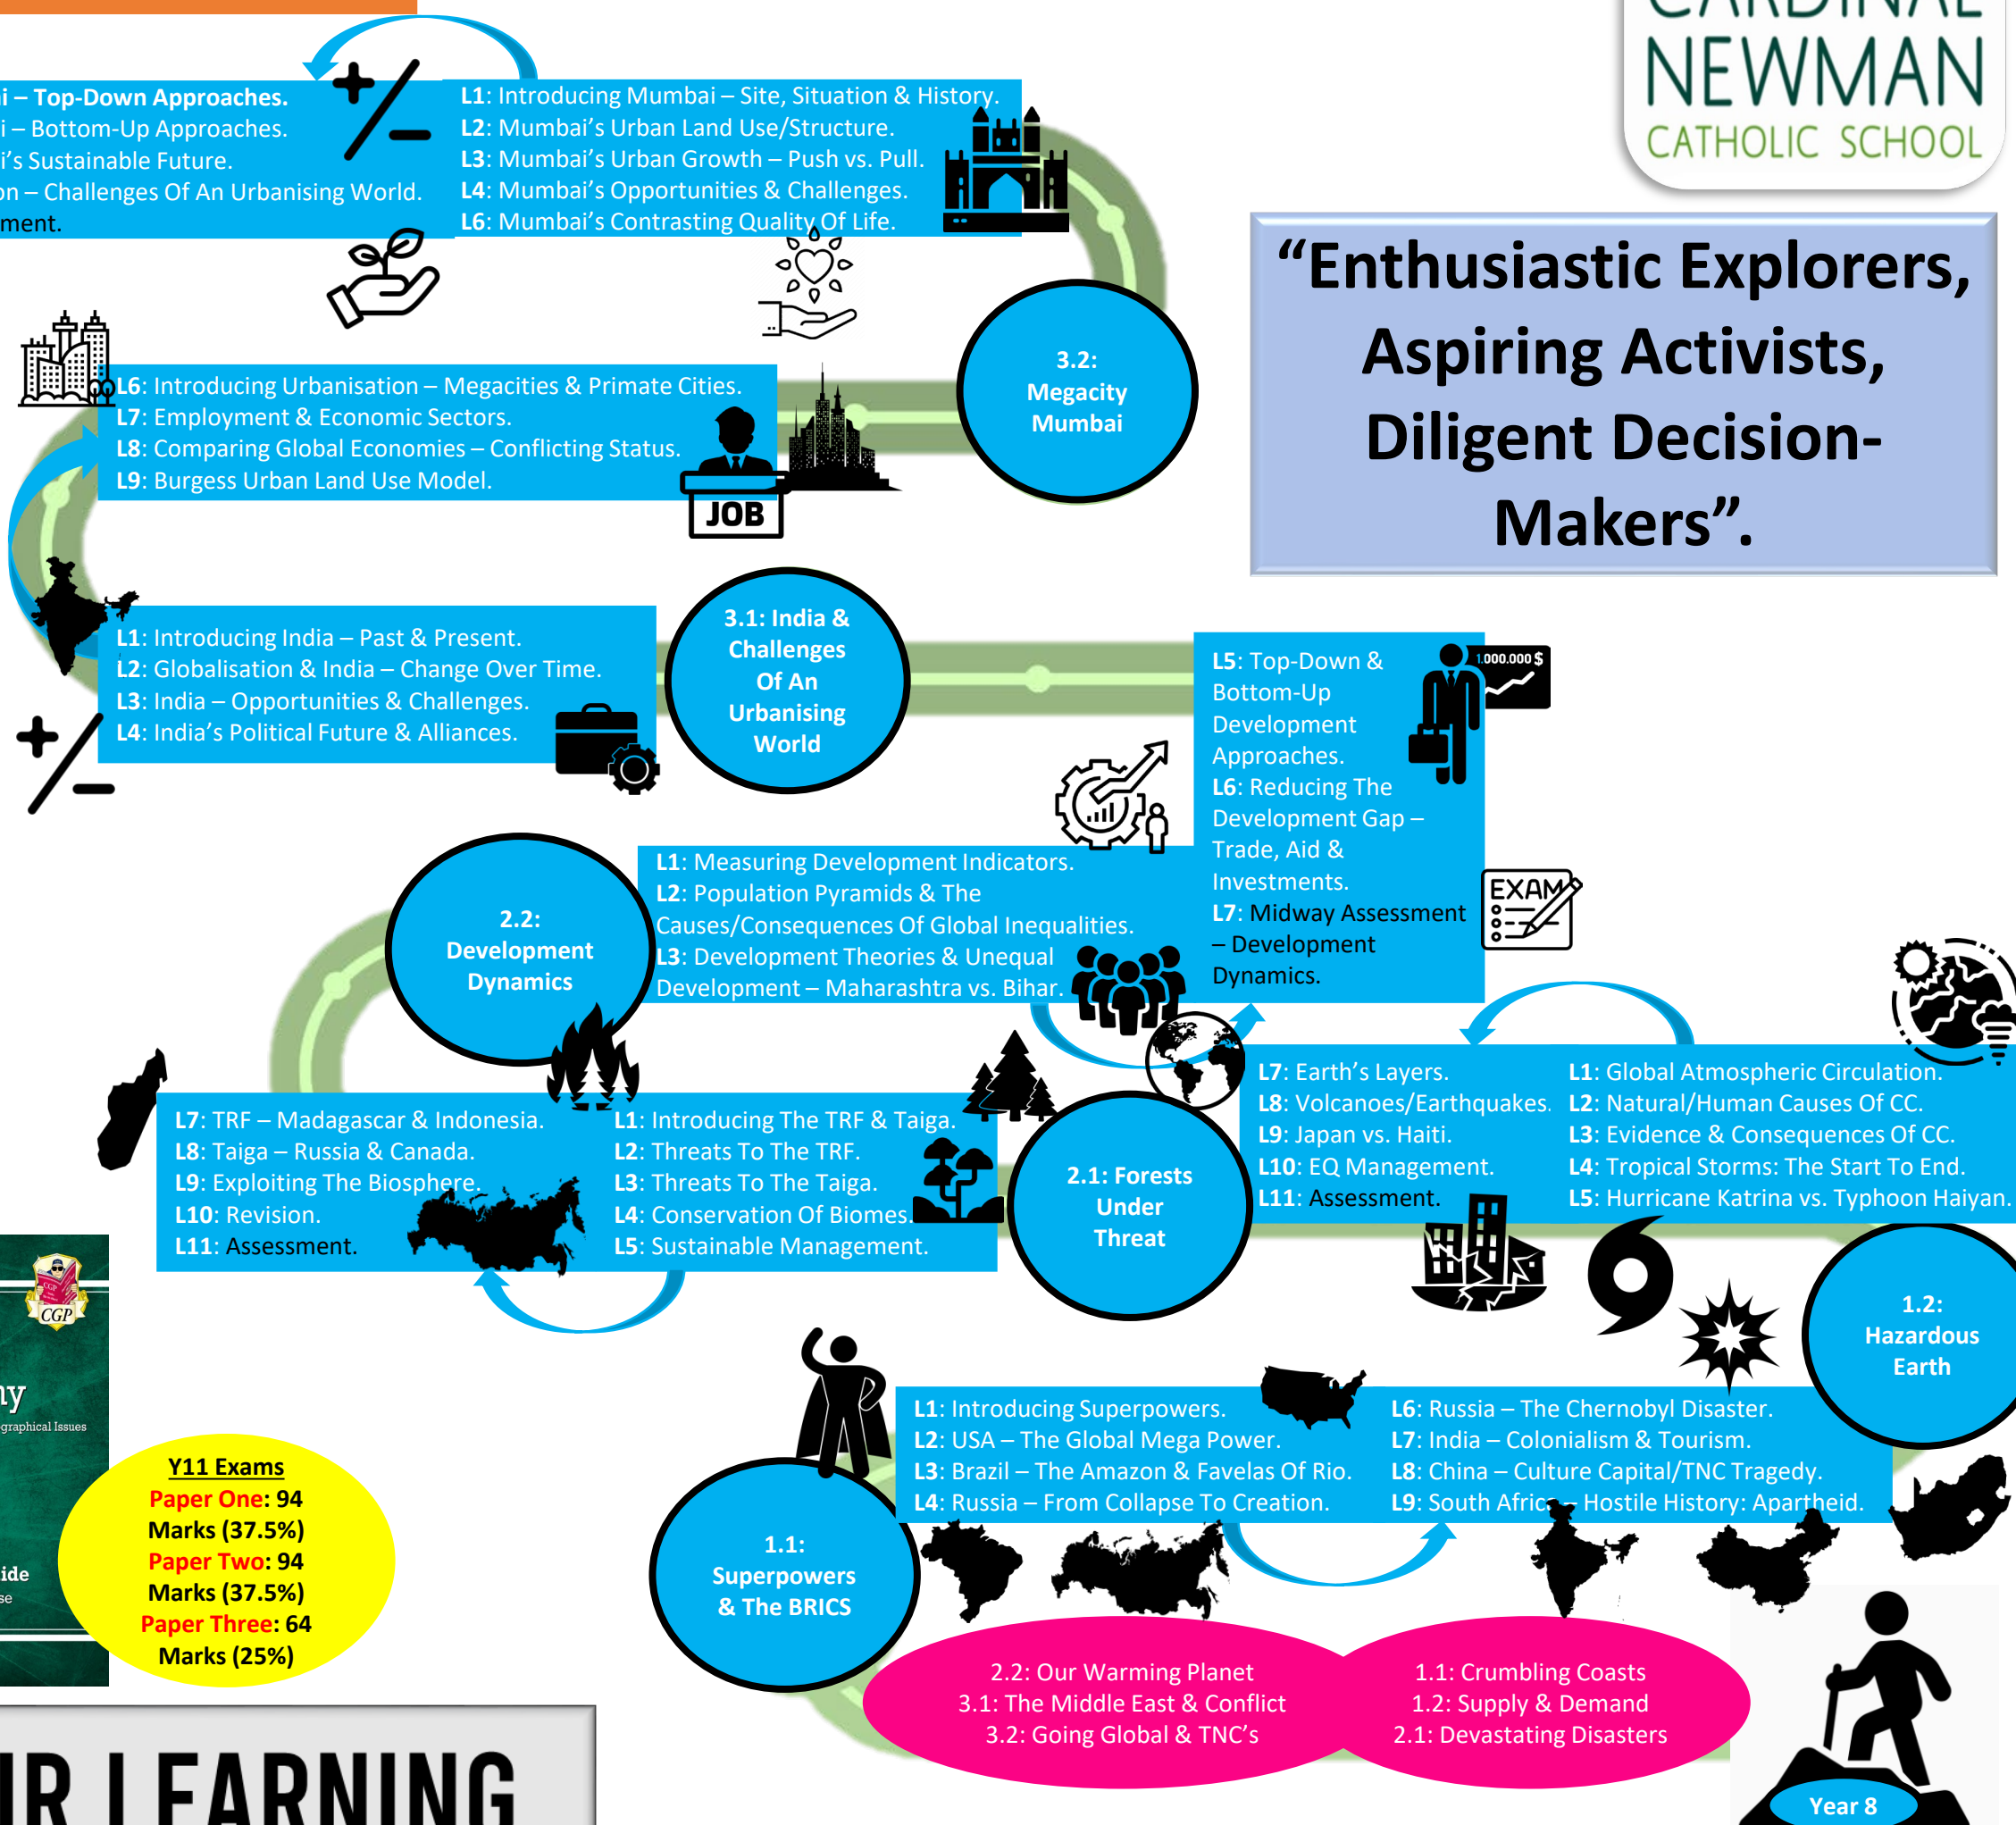 CARDINAL
NEWMAN
CATHOLIC SCHOOL
– Top-Down Approaches.
– Bottom-Up Approaches.
Sustainable Future.
– Challenges Of An Urbanising World.
L1: Introducing Mumbai – Site, Situation & History.
L2: Mumbai's Urban Land Use/Structure.
L3: Mumbai's Urban Growth – Push vs. Pull.
L4: Mumbai's Opportunities & Challenges.
L6: Mumbai's Contrasting Quality Of Life.
"Enthusiastic Explorers,
Aspiring Activists,
Diligent Decision-
Makers".
3.2:
Megacity
Mumbai
L6: Introducing Urbanisation – Megacities & Primate Cities.
L7: Employment & Economic Sectors.
L8: Comparing Global Economies – Conflicting Status.
L9: Burgess Urban Land Use Model.
JOB
L1: Introducing India – Past & Present.
L2: Globalisation & India – Change Over Time.
L3: India – Opportunities & Challenges.
L4: India's Political Future & Alliances.
3.1: India &
Challenges
Of An
Urbanising
World
L5: Top-Down &
Bottom-Up
Development
Approaches.
L6: Reducing The
Development Gap –
Trade, Aid &
Investments.
L7: Midway Assessment
– Development
Dynamics.
1.000.000 $
EXAM
2.2:
Development
Dynamics
L1: Measuring Development Indicators.
L2: Population Pyramids & The
Causes/Consequences Of Global Inequalities.
L3: Development Theories & Unequal
Development – Maharashtra vs. Bihar.
L7: TRF – Madagascar & Indonesia.
L8: Taiga – Russia & Canada.
L9: Exploiting The Biosphere.
L10: Revision.
L11: Assessment.
L1: Introducing The TRF & Taiga.
L2: Threats To The TRF.
L3: Threats To The Taiga.
L4: Conservation Of Biomes.
L5: Sustainable Management.
2.1: Forests
Under
Threat
L7: Earth's Layers.
L8: Volcanoes/Earthquakes.
L9: Japan vs. Haiti.
L10: EQ Management.
L11: Assessment.
L1: Global Atmospheric Circulation.
L2: Natural/Human Causes Of CC.
L3: Evidence & Consequences Of CC.
L4: Tropical Storms: The Start To End.
L5: Hurricane Katrina vs. Typhoon Haiyan.
1.2:
Hazardous
Earth
CGP
Issues
Y11 Exams
Paper One: 94
Marks (37.5%)
Paper Two: 94
Marks (37.5%)
Paper Three: 64
Marks (25%)
1.1:
Superpowers
& The BRICS
L1: Introducing Superpowers.
L2: USA – The Global Mega Power.
L3: Brazil – The Amazon & Favelas Of Rio.
L4: Russia – From Collapse To Creation.
L6: Russia – The Chernobyl Disaster.
L7: India – Colonialism & Tourism.
L8: China – Culture Capital/TNC Tragedy.
L9: South Africa – Hostile History: Apartheid.
2.2: Our Warming Planet
3.1: The Middle East & Conflict
3.2: Going Global & TNC's
1.1: Crumbling Coasts
1.2: Supply & Demand
2.1: Devastating Disasters
Year 8
LEARNING